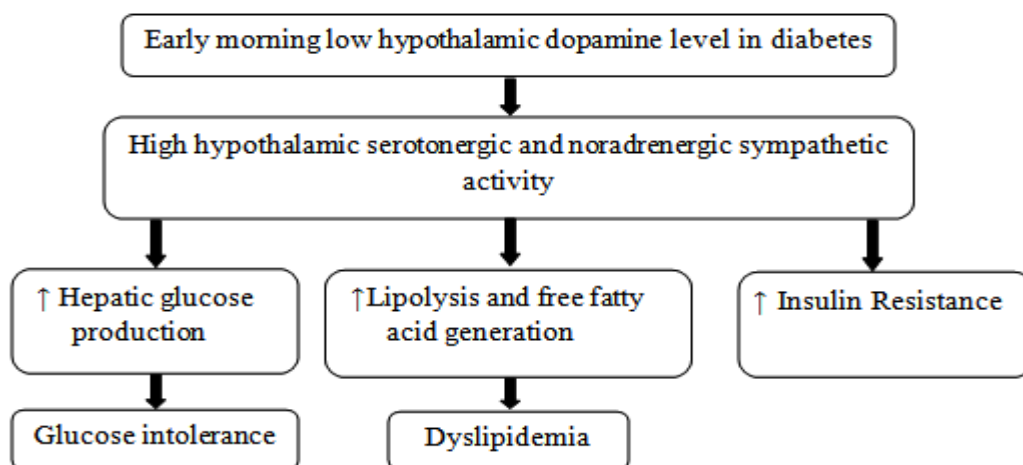 Early morning low hypothalamic dopamine level in diabetes
High hypothalamic serotonergic and noradrenergic sympathetic
activity
↑ Hepatic glucose
production
↑Lipolysis and free fatty
acid generation
↑ Insulin Resistance
Glucose intolerance
Dyslipidemia